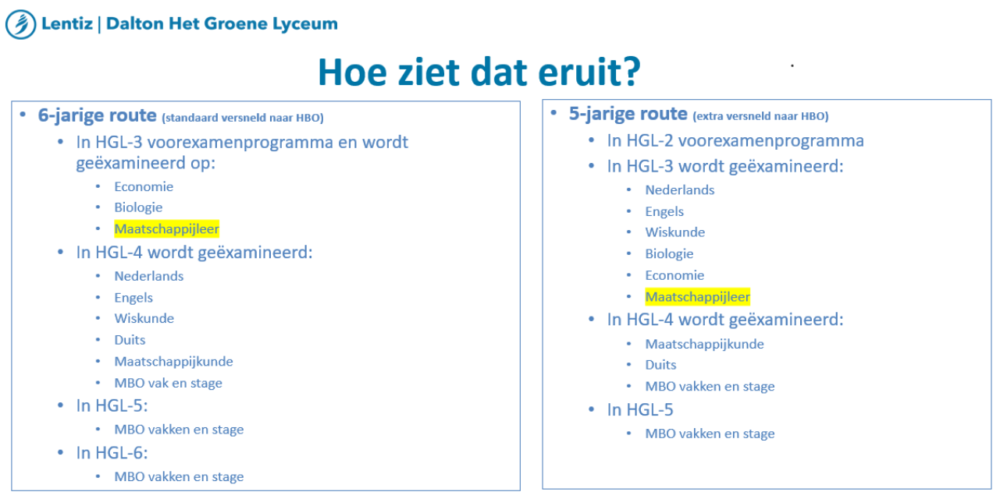 Lentiz | Dalton Het Groene Lyceum
Hoe ziet dat eruit?
• 6-jarige route (standaard versneld naar HBO)
• In HGL-3 voorexamenprogramma en wordt
geëxamineerd op:
• Economie
• Biologie
• Maatschappijleer
• In HGL-4 wordt geëxamineerd:
• Nederlands
• Engels
• Wiskunde
• Duits
• Maatschappijkunde
• MBO vak en stage
• In HGL-5:
• MBO vakken en stage
• In HGL-6:
• MBO vakken en stage
• 5-jarige route (extra versneld naar HBO)
• In HGL-2 voorexamenprogramma
• In HGL-3 wordt geëxamineerd:
• Nederlands
• Engels
• Wiskunde
• Biologie
• Economie
• Maatschappijleer
• In HGL-4 wordt geëxamineerd:
• Maatschappijkunde
• Duits
• MBO vakken en stage
• In HGL-5
• MBO vakken en stage